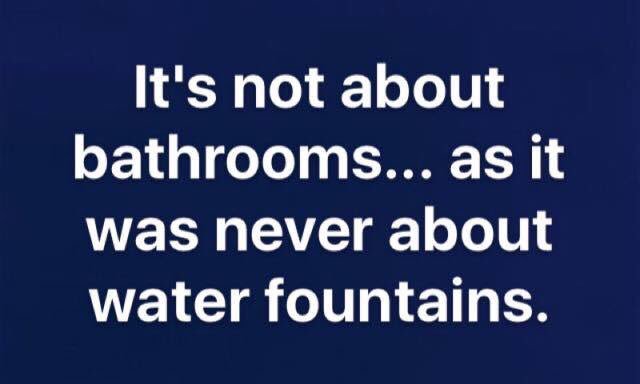 It's not about
bathrooms... as it
was never about
water fountains.